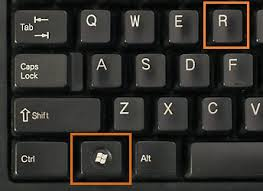 Tab Q W E R
Caps Lock A S D F
Shift Z X C V
Ctrl Alt